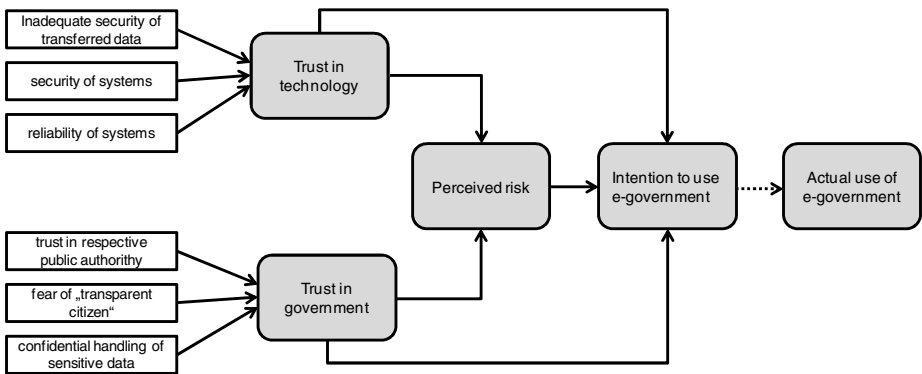 Inadequate security of
transferred data
security of systems
reliability of systems
Trust in
technology
Perceived risk
Intention to use
e-government
Actual use of
e-government
trust in respective
public authorithy
fear of „transparent
citizen“
confidential handling of
sensitive data
Trust in
government